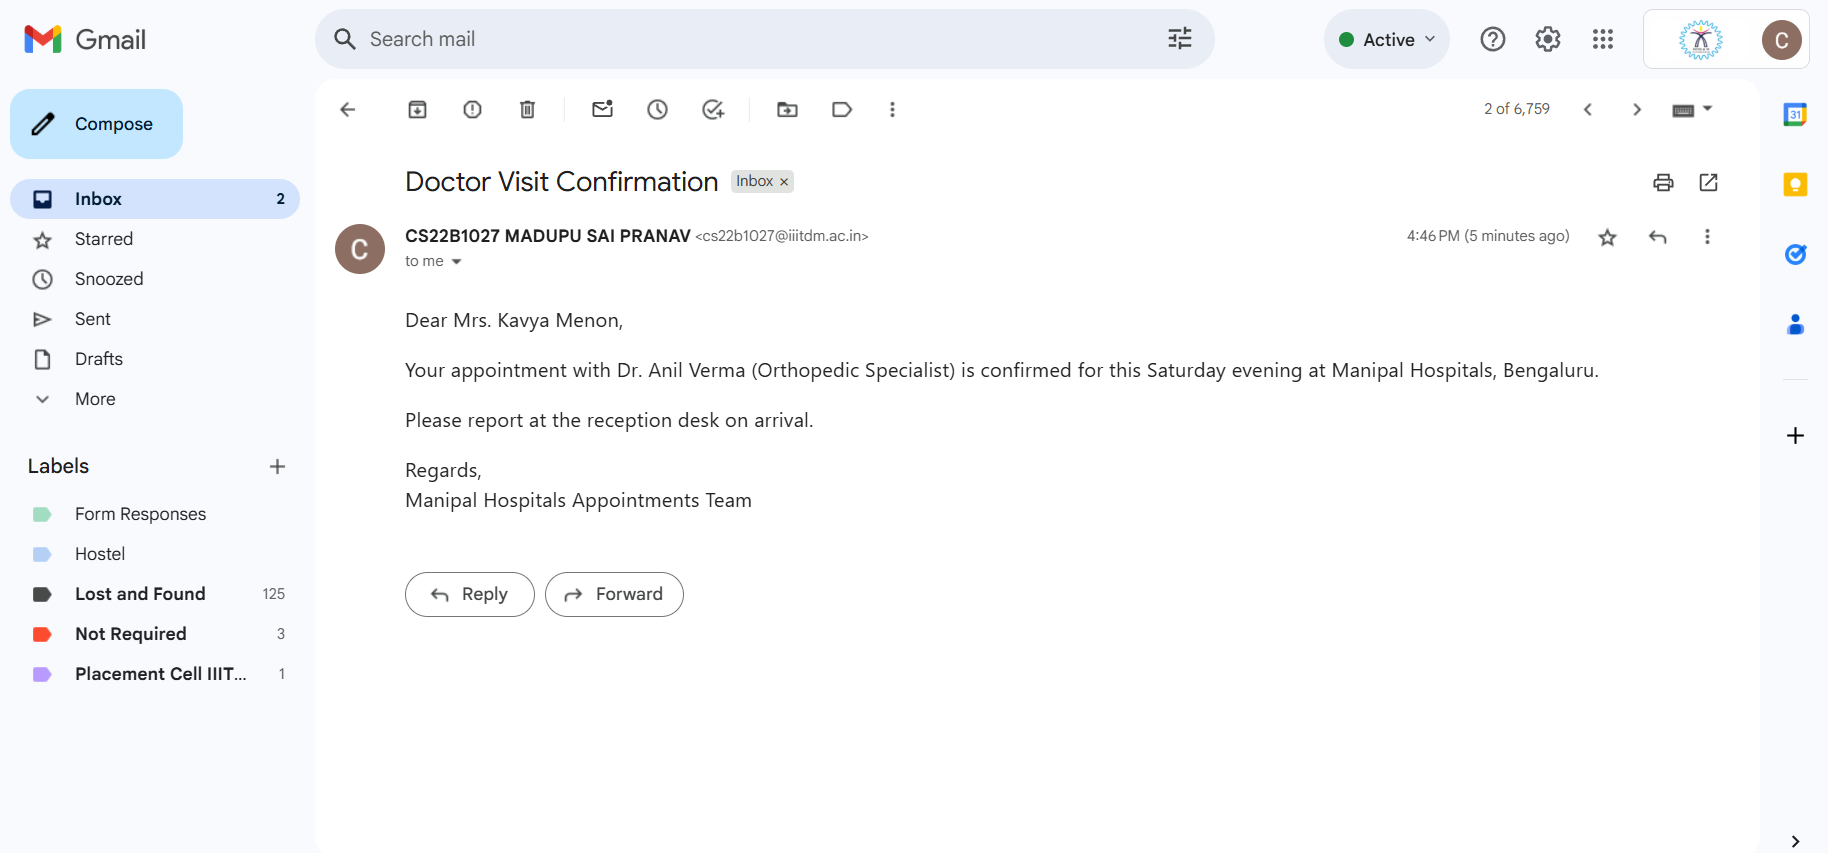 Gmail
Search mail
Active
C
Compose
2 of 6,759
31
Inbox 2
Starred
Snoozed
Sent
Drafts
More
Labels
Form Responses
Hostel
Lost and Found 125
Not Required 3
Placement Cell IIIT... 1
Doctor Visit Confirmation Inbox ×
C
CS22B1027 MADUPU SAI PRANAV <cs22b1027@iiitdm.ac.in>
4:46 PM (5 minutes ago)
to me
Dear Mrs. Kavya Menon,
Your appointment with Dr. Anil Verma (Orthopedic Specialist) is confirmed for this Saturday evening at Manipal Hospitals, Bengaluru.
Please report at the reception desk on arrival.
Regards,
Manipal Hospitals Appointments Team
Reply
Forward